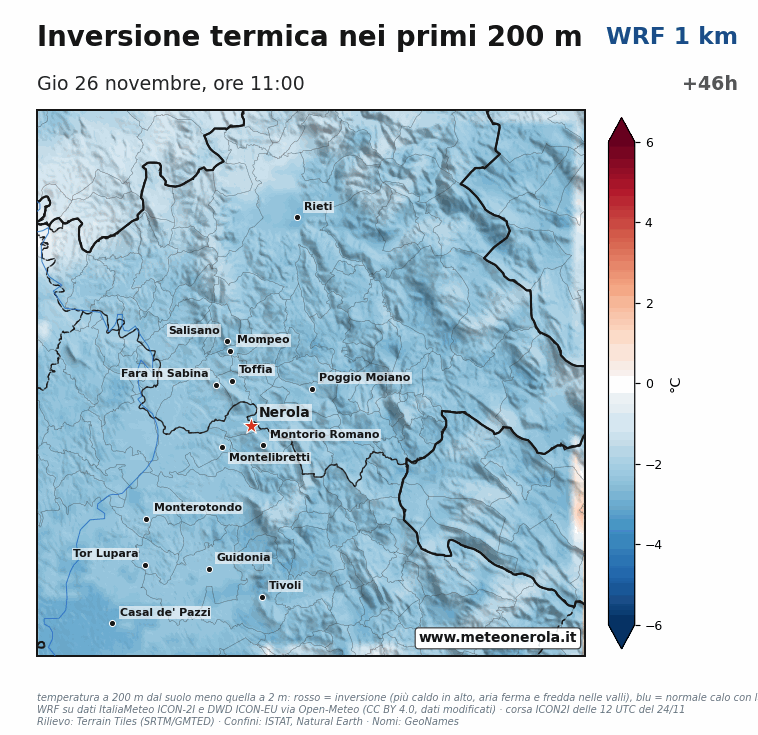 Inversione termica nei primi 200 m WRF 1 km
Gio 26 novembre, ore 11:00 +46h
6
4
2
0
−2
−4
−6
°C
Rieti
Salisano
Mompeo
Toffia
Fara in Sabina
Poggio Moiano
Nerola
Montorio Romano
Montelibretti
Monterotondo
Tor Lupara
Guidonia
Tivoli
Casal de' Pazzi
www.meteonerola.it
temperatura a 200 m dal suolo meno quella a 2 m: rosso = inversione (più caldo in alto, aria ferma e fredda nelle valli), blu = normale calo con l
WRF su dati ItaliaMeteo ICON-2I e DWD ICON-EU via Open-Meteo (CC BY 4.0, dati modificati) · corsa ICON2I delle 12 UTC del 24/11
Rilievo: Terrain Tiles (SRTM/GMTED) · Confini: ISTAT, Natural Earth · Nomi: GeoNames